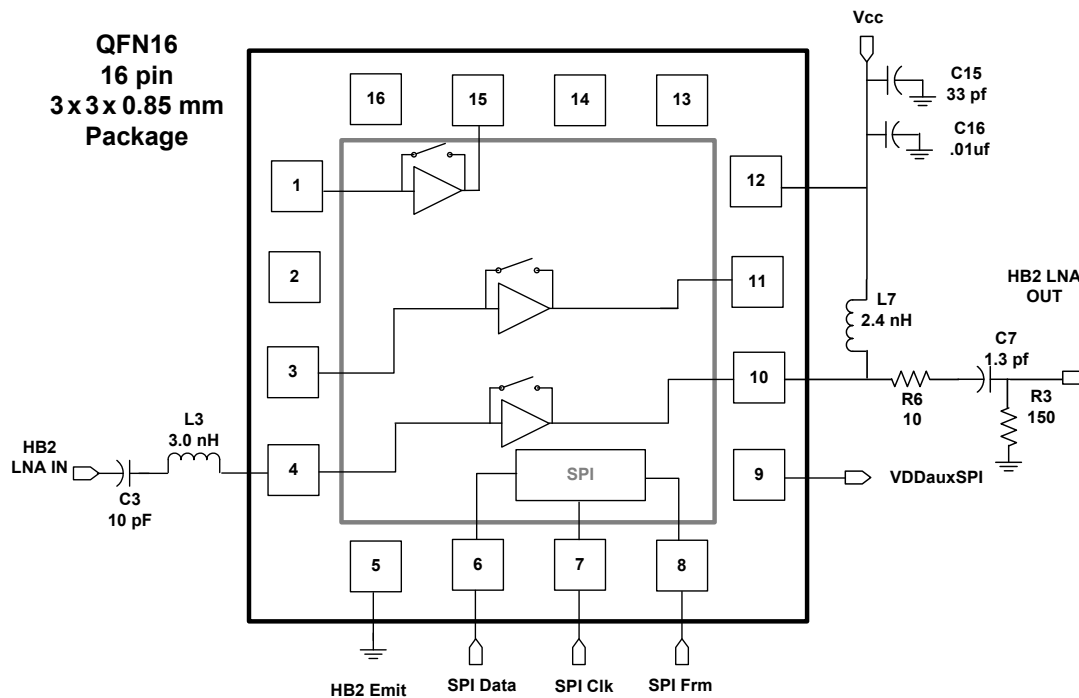 QFN16
16 pin
3 x 3 x 0.85 mm
Package
Vcc
C15
33 pf
C16
.01uf
16
15
14
13
1
12
2
11
HB2 LNA
OUT
L7
2.4 nH
C7
1.3 pf
3
10
R6
10
R3
150
L3
3.0 nH
HB2
LNA IN
C3
10 pF
4
SPI
9
VDDauxSPI
5
6
7
8
HB2 Emit
SPI Data
SPI Clk
SPI Frm